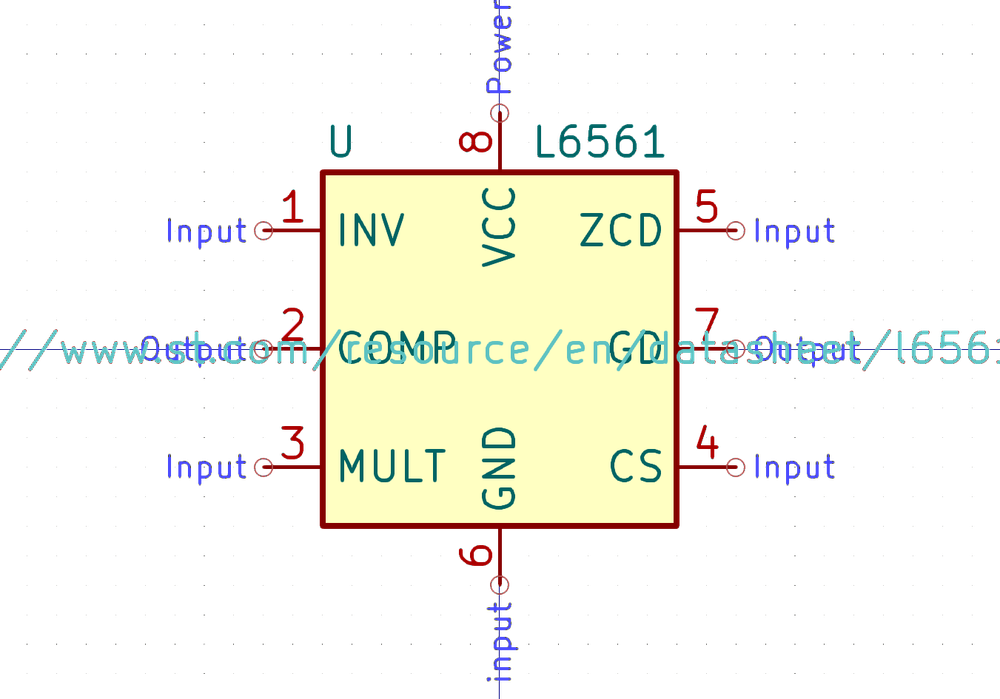 Power
U
8
L6561
1
5
Input
INV
VCC
ZCD
Input
2
7
//www.st.com/resource/en/datasheet/l6561
Output
COMP
GD
Output
3
4
Input
MULT
GND
CS
Input
6
input